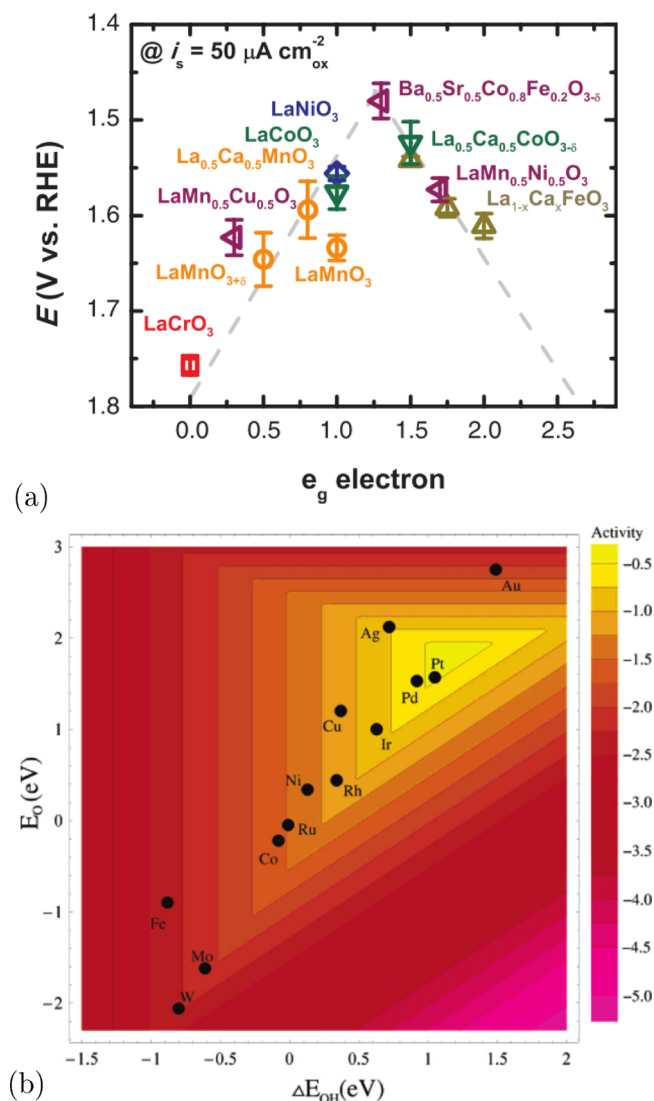 @ i_s = 50 μA cm⁻²_ox
1.4
1.5
1.6
1.7
1.8
E (V vs. RHE)
Ba₀.₅Sr₀.₅Co₀.₈Fe₀.₂O₃₋δ
LaNiO₃
LaCoO₃
La₀.₅Ca₀.₅CoO₃₋δ
La₀.₅Ca₀.₅MnO₃
LaMn₀.₅Ni₀.₅O₃
LaMn₀.₅Cu₀.₅O₃
La₁₋ₓCaₓFeO₃
LaMnO₃₊δ
LaMnO₃
LaCrO₃
0.0 0.5 1.0 1.5 2.0 2.5
e_g electron
(a)
Activity
3
2
1
0
−1
−2
E_O(eV)
Au
Ag
Pt
Pd
Cu
Ir
Ni
Rh
Ru
Co
Fe
Mo
W
−0.5
−1.0
−1.5
−2.0
−2.5
−3.0
−3.5
−4.0
−4.5
−5.0
−1.5 −1 −0.5 0 0.5 1 1.5 2
ΔE_OH(eV)
(b)